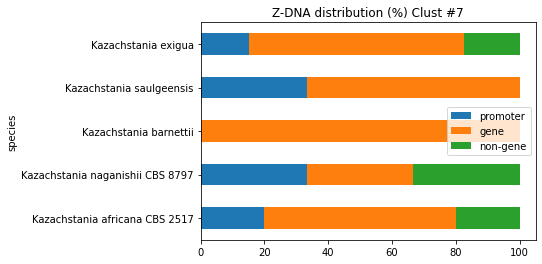 Z-DNA distribution (%) Clust #7
Kazachstania exigua
Kazachstania saulgeensis
Kazachstania barnettii
Kazachstania naganishii CBS 8797
Kazachstania africana CBS 2517
species
promoter
gene
non-gene
0 20 40 60 80 100